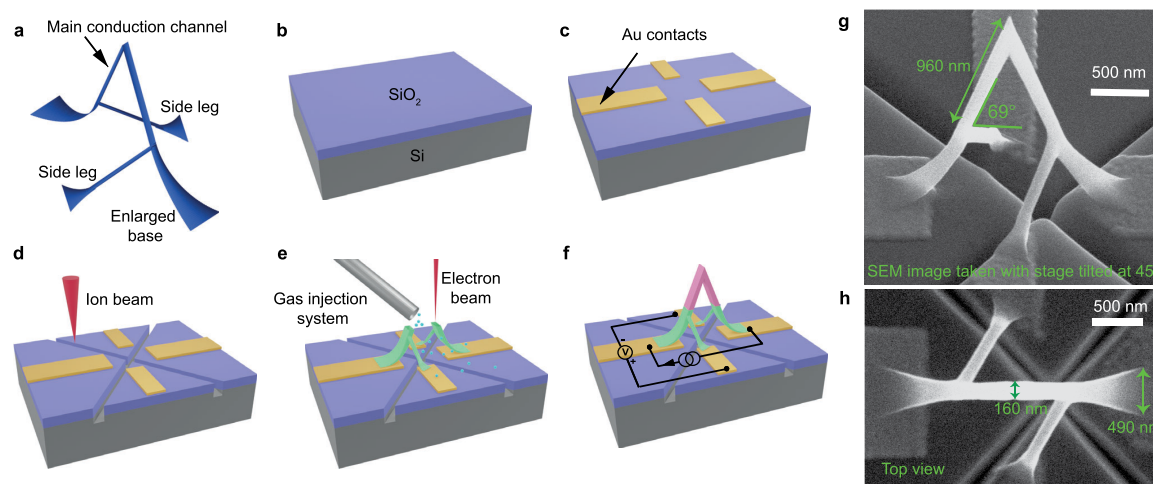 a
Main conduction channel
Side leg
Side leg
Enlarged
base
b
SiO2
Si
c
Au contacts
d
Ion beam
e
Gas injection
system
Electron
beam
f
-
V
+
g
960 nm
500 nm
69°
SEM image taken with stage tilted at 45
h
500 nm
160 nm
490 nm
Top view